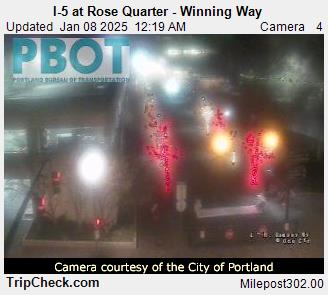 I-5 at Rose Quarter - Winning Way
Updated Jan 08 2025 12:19 AM Camera 4
PBOT
PORTLAND BUREAU OF TRANSPORTATION
Camera courtesy of the City of Portland
TripCheck.com Milepost302.00